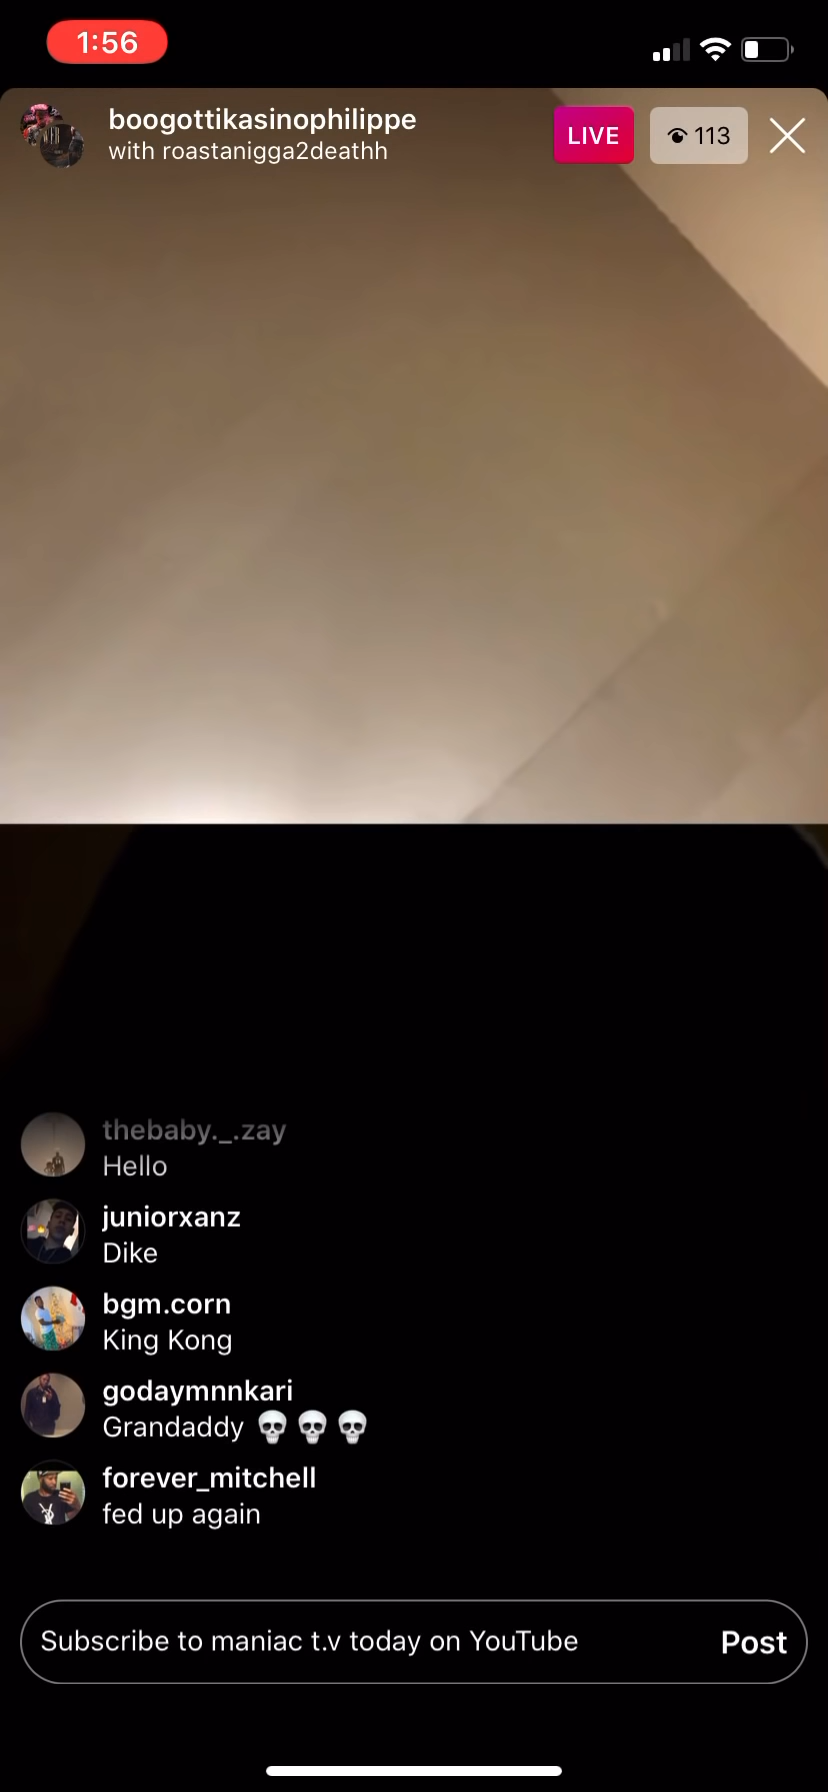 1:56
boogottikasinophilippe
with roastanigga2deathh
LIVE
113
thebaby._.zay
Hello
juniorxanz
Dike
bgm.corn
King Kong
godaymnnkari
Grandaddy 💀💀💀
forever_mitchell
fed up again
Subscribe to maniac t.v today on YouTube
Post